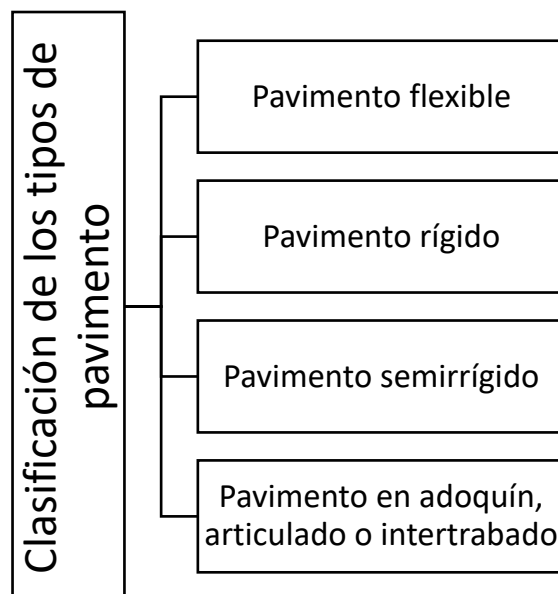 Clasificación de los tipos de
pavimento
Pavimento flexible
Pavimento rígido
Pavimento semirrígido
Pavimento en adoquín,
articulado o intertrabado